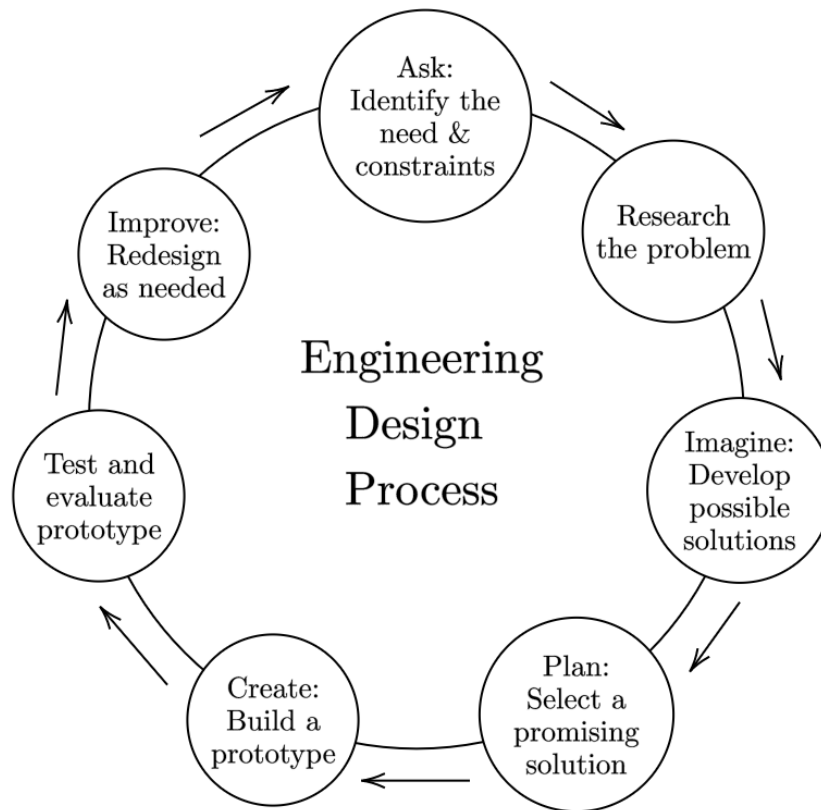 Ask:
Identify the
need &
constraints
Research
the problem
Imagine:
Develop
possible
solutions
Plan:
Select a
promising
solution
Create:
Build a
prototype
Test and
evaluate
prototype
Improve:
Redesign
as needed
Engineering
Design
Process